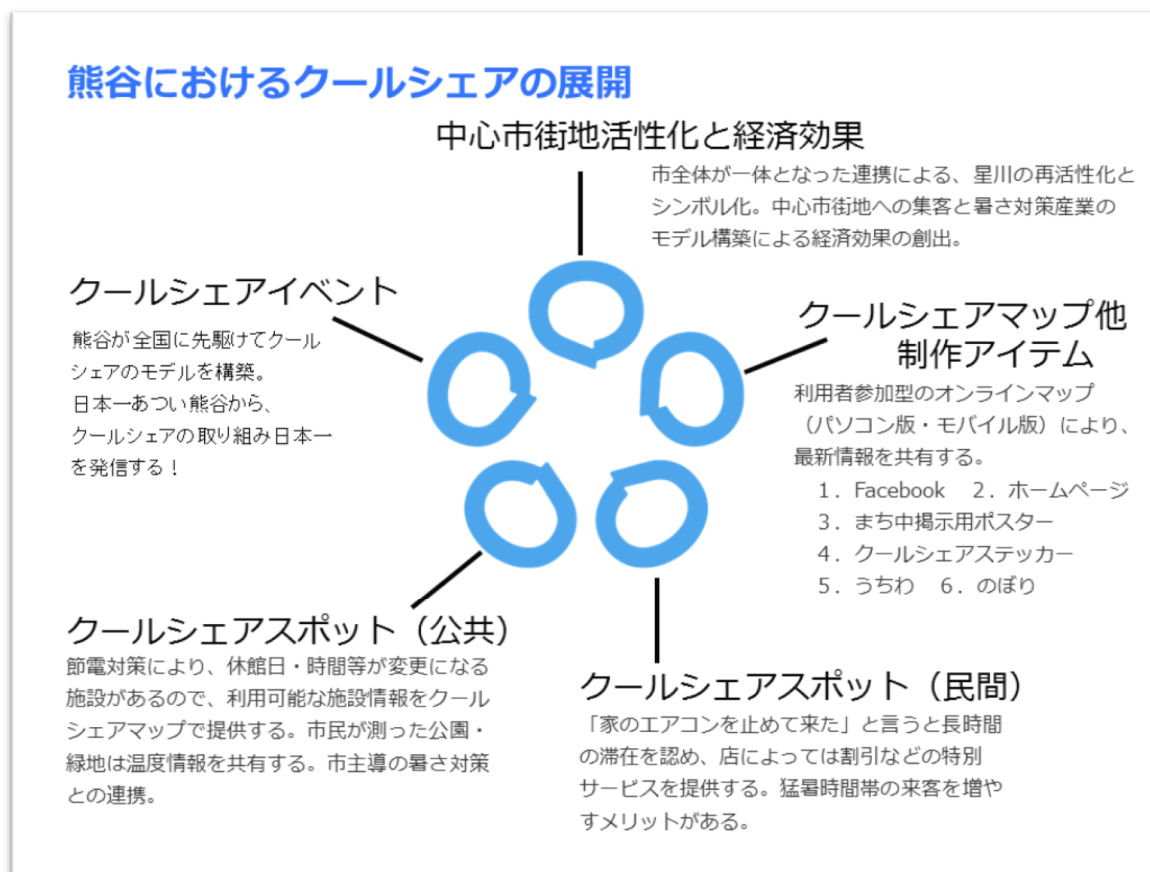 熊谷におけるクールシェアの展開
中心市街地活性化と経済効果
市全体が一体となった連携による、星川の再活性化と
シンボル化。中心市街地への集客と暑さ対策産業の
モデル構築による経済効果の創出。
クールシェアイベント
熊谷が全国に先駆けてクール
シェアのモデルを構築。
日本一あつい熊谷から、
クールシェアの取り組み日本一
を発信する！
クールシェアマップ他
制作アイテム
利用者参加型のオンラインマップ
（パソコン版・モバイル版）により、
最新情報を共有する。
1．Facebook　2．ホームページ
3．まち中掲示用ポスター
4．クールシェアステッカー
5．うちわ　6．のぼり
クールシェアスポット（公共）
節電対策により、休館日・時間等が変更になる
施設があるので、利用可能な施設情報をクール
シェアマップで提供する。市民が測った公園・
緑地は温度情報を共有する。市主導の暑さ対策
との連携。
クールシェアスポット（民間）
「家のエアコンを止めて来た」と言うと長時間
の滞在を認め、店によっては割引などの特別
サービスを提供する。猛暑時間帯の来客を増や
すメリットがある。